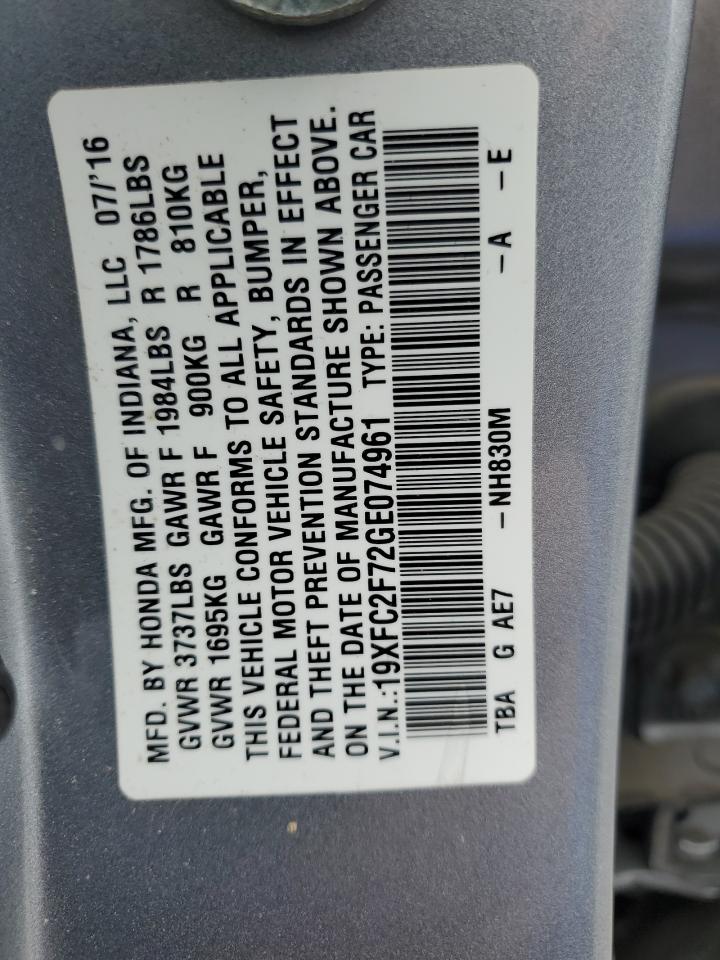 MFD. BY HONDA MFG. OF INDIANA, LLC 07/'16
GVWR 3737LBS GAWR F 1984LBS R 1786LBS
GVWR 1695KG GAWR F 900KG R 810KG
THIS VEHICLE CONFORMS TO ALL APPLICABLE
FEDERAL MOTOR VEHICLE SAFETY, BUMPER,
AND THEFT PREVENTION STANDARDS IN EFFECT
ON THE DATE OF MANUFACTURE SHOWN ABOVE.
V.I.N.:19XFC2F72GE074961 TYPE: PASSENGER CAR
TBA G AE7 -NH830M -A -E